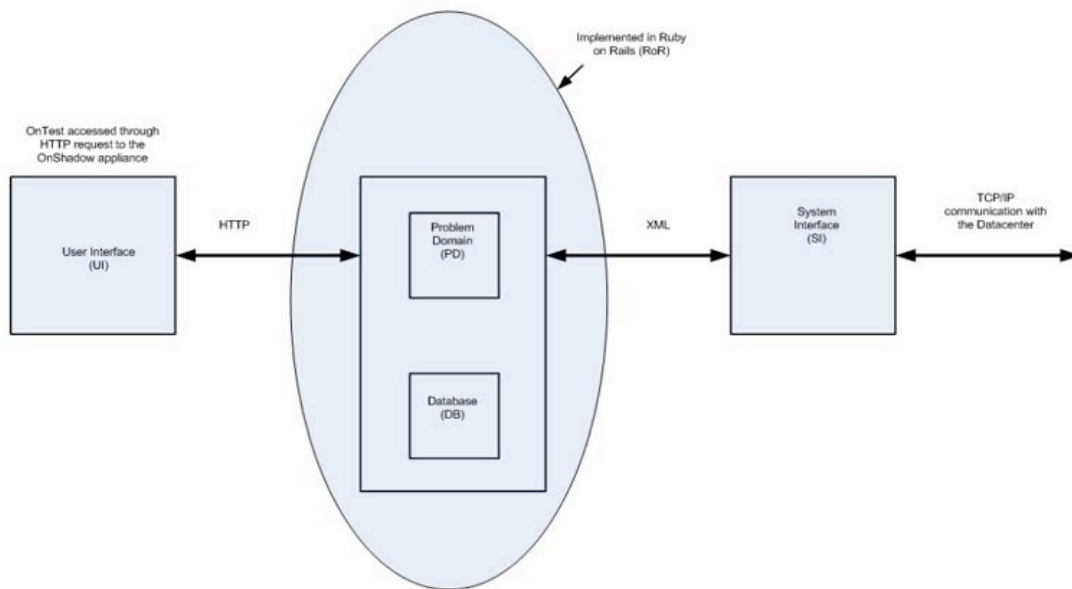 Implemented in Ruby
on Rails (RoR)
OnTest accessed through
HTTP request to the
OnShadow appliance
User Interface
(UI)
HTTP
Problem
Domain
(PD)
Database
(DB)
XML
System
Interface
(SI)
TCP/IP
communication with
the Datacenter